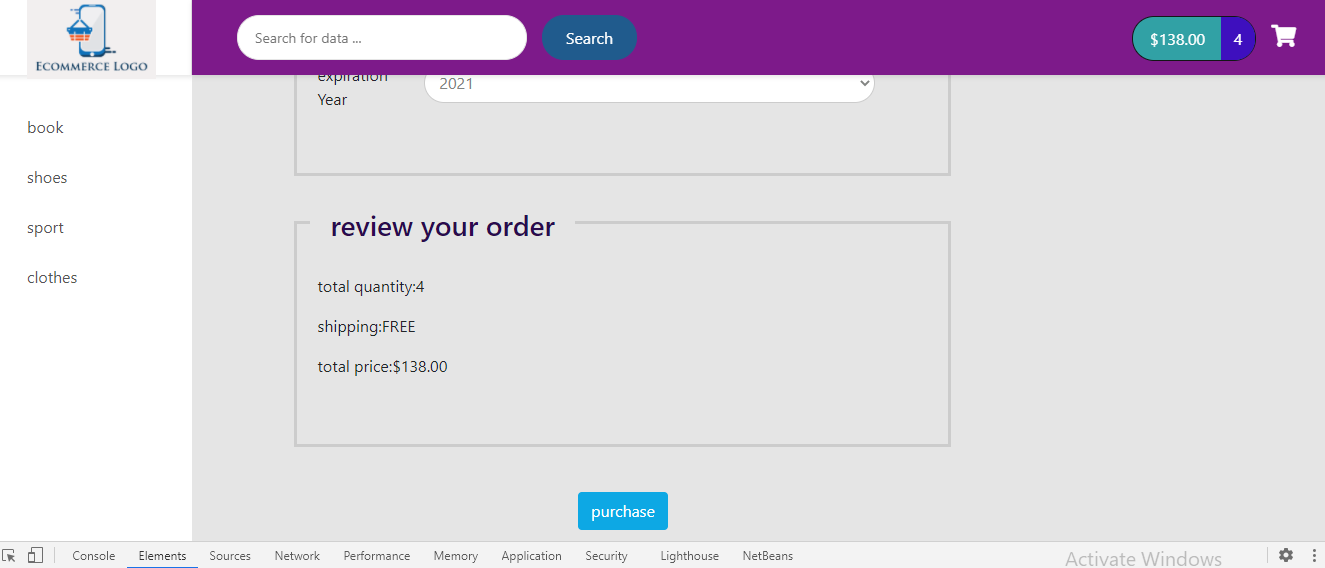 ECOMMERCE LOGO
Search for data ...
Search
$138.00
4
book
shoes
sport
clothes
expiration
Year
2021
review your order
total quantity:4
shipping:FREE
total price:$138.00
purchase
Console Elements Sources Network Performance Memory Application Security Lighthouse NetBeans
Activate Windows